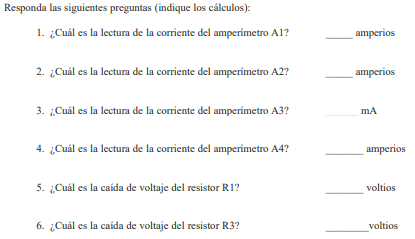 Responda las siguientes preguntas (indique los cálculos):
1. ¿Cuál es la lectura de la corriente del amperímetro A1? _____ amperios
2. ¿Cuál es la lectura de la corriente del amperímetro A2? _____ amperios
3. ¿Cuál es la lectura de la corriente del amperímetro A3? ______ mA
4. ¿Cuál es la lectura de la corriente del amperímetro A4? _______ amperios
5. ¿Cuál es la caída de voltaje del resistor R1? _______ voltios
6. ¿Cuál es la caída de voltaje del resistor R3? ________voltios